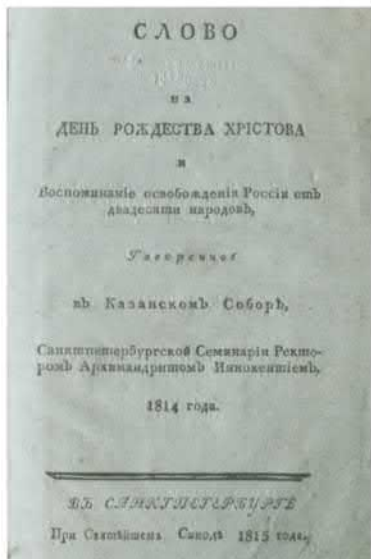 СЛОВО
на
ДЕНЬ РОЖДЕСТВА ХРІСТОВА
и
Воспоминаніе освобожденія Россіи отъ
двадесяти народовъ,
Говоренное
въ Казанскомъ Соборѣ,
Санктпетербургской Семинаріи Ректо-
ромъ Архимандритомъ Иннокентіемъ,
1814 года.
ВЪ САНКТПЕТЕРБУРГѢ
При Святѣйшемъ Сѵнодѣ 1815 года.